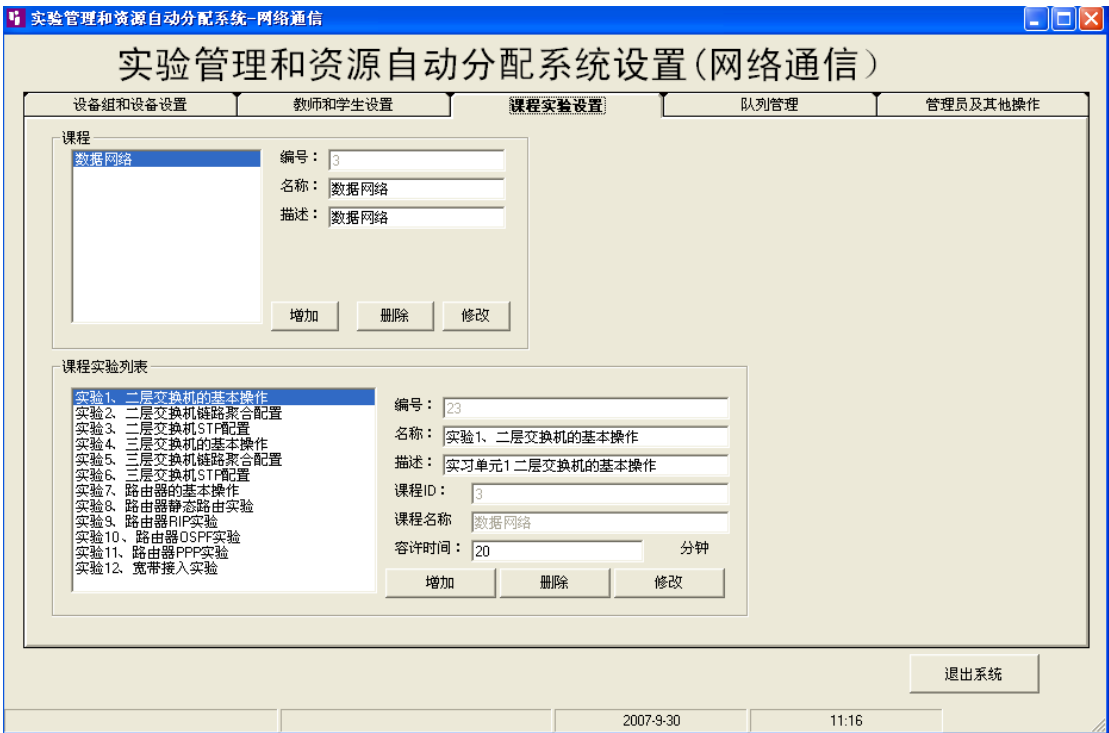 实验管理和资源自动分配系统-网络通信
实验管理和资源自动分配系统设置(网络通信)
设备组和设备设置 教师和学生设置 课程实验设置 队列管理 管理员及其他操作
课程
数据网络
编号： 3
名称： 数据网络
描述： 数据网络
增加 删除 修改
课程实验列表
实验1、二层交换机的基本操作
实验2、二层交换机链路聚合配置
实验3、二层交换机STP配置
实验4、三层交换机的基本操作
实验5、三层交换机链路聚合配置
实验6、三层交换机STP配置
实验7、路由器的基本操作
实验8、路由器静态路由实验
实验9、路由器RIP实验
实验10、路由器OSPF实验
实验11、路由器PPP实验
实验12、宽带接入实验
编号： 23
名称： 实验1、二层交换机的基本操作
描述： 实习单元1 二层交换机的基本操作
课程ID： 3
课程名称 数据网络
容许时间： 20 分钟
增加 删除 修改
退出系统
2007-9-30 11:16